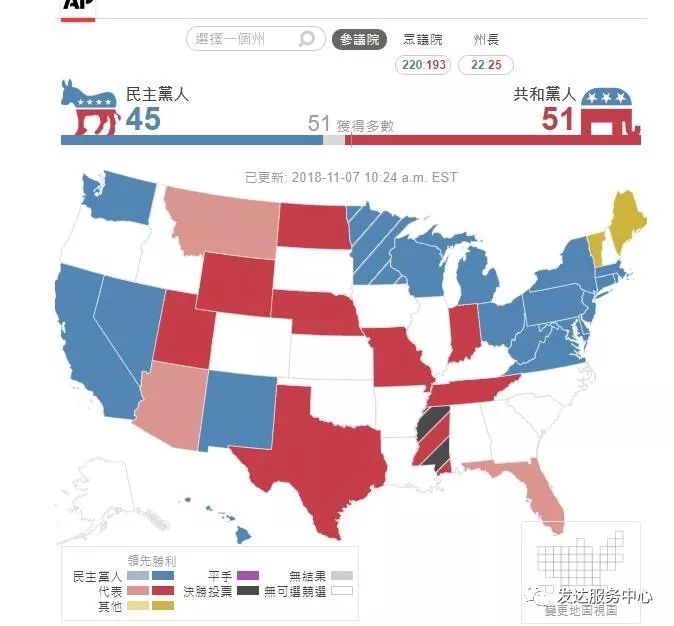 AP
選擇一個州
參議院
眾議院
州長
220:193
22:25
民主黨人
45
共和黨人
51
51 獲得多數
已更新: 2018-11-07 10:24 a.m. EST
領先 勝利
民主黨人
平手
無結果
代表
決勝投票
無可選競選
其他
发达服务中心
變更地圖視圖